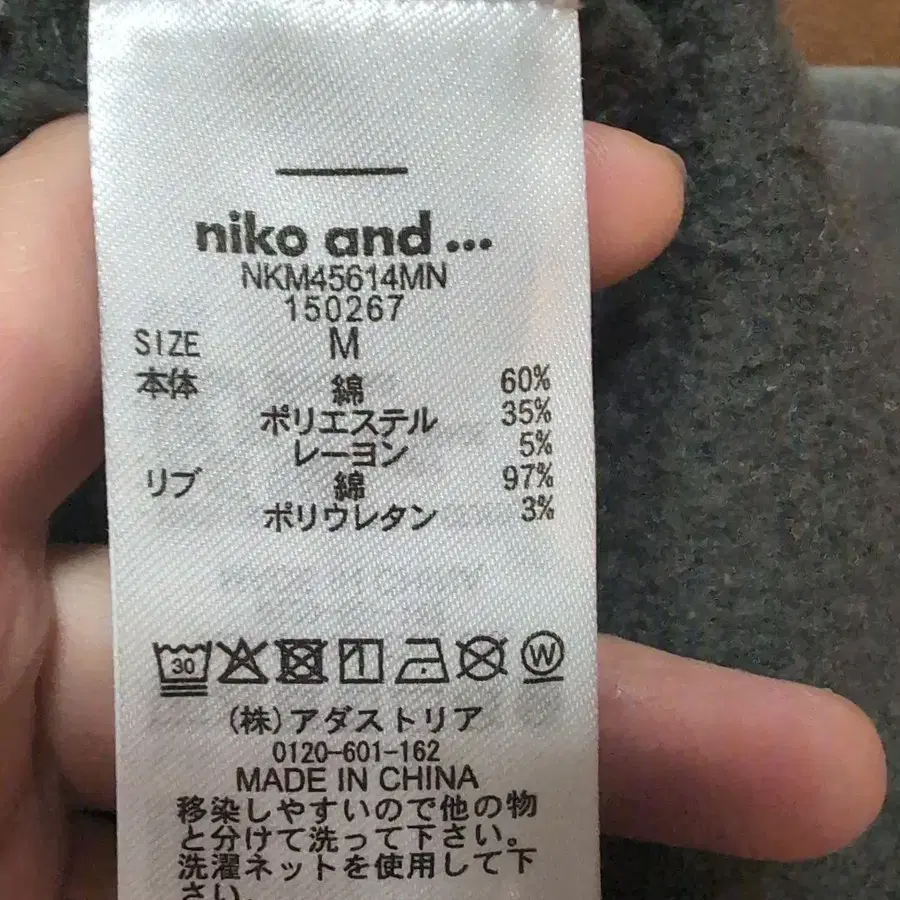 niko and ...
NKM45614MN
150267
SIZE M
本体 綿 60%
ポリエステル 35%
レーヨン 5%
リブ 綿 97%
ポリウレタン 3%
30 W
(株)アダストリア
0120-601-162
MADE IN CHINA
移染しやすいので他の物
と分けて洗って下さい。
洗濯ネットを使用して下
さい。